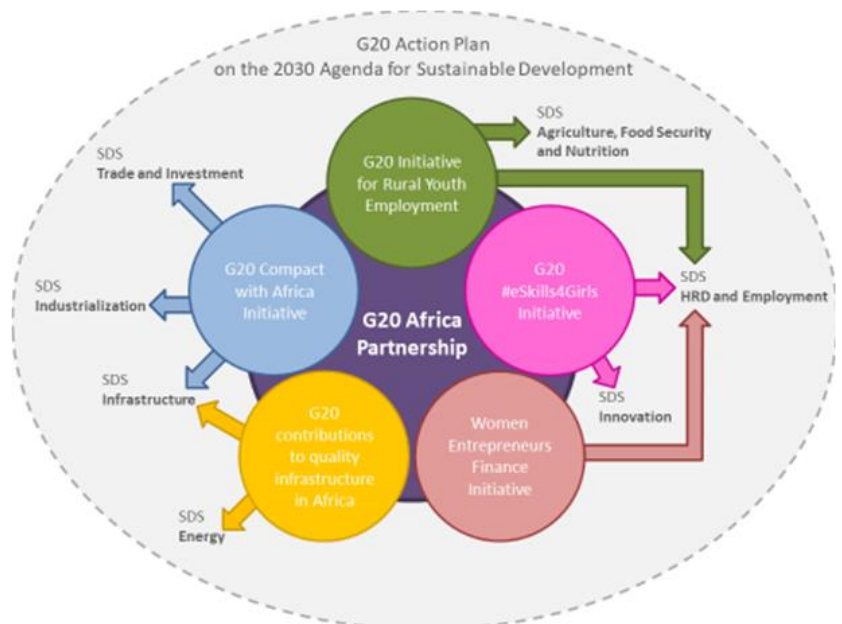 G20 Action Plan
on the 2030 Agenda for Sustainable Development
SDS
Agriculture, Food Security
and Nutrition
G20 Initiative
for Rural Youth
Employment
SDS
Trade and Investment
G20 Compact
with Africa
Initiative
G20
#eSkills4Girls
Initiative
SDS
HRD and Employment
SDS
Industrialization
G20 Africa
Partnership
SDS
Infrastructure
SDS
Innovation
G20
contributions
to quality
infrastructure
in Africa
Women
Entrepreneurs
Finance
Initiative
SDS
Energy